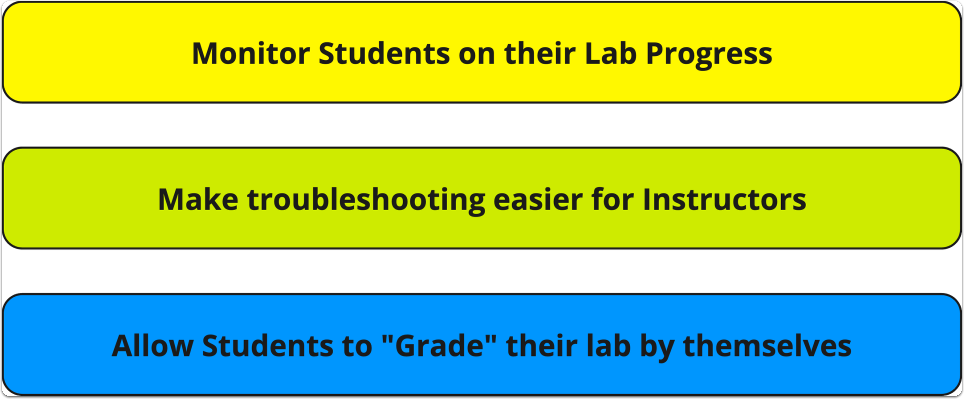 Monitor Students on their Lab Progress
Make troubleshooting easier for Instructors
Allow Students to "Grade" their lab by themselves